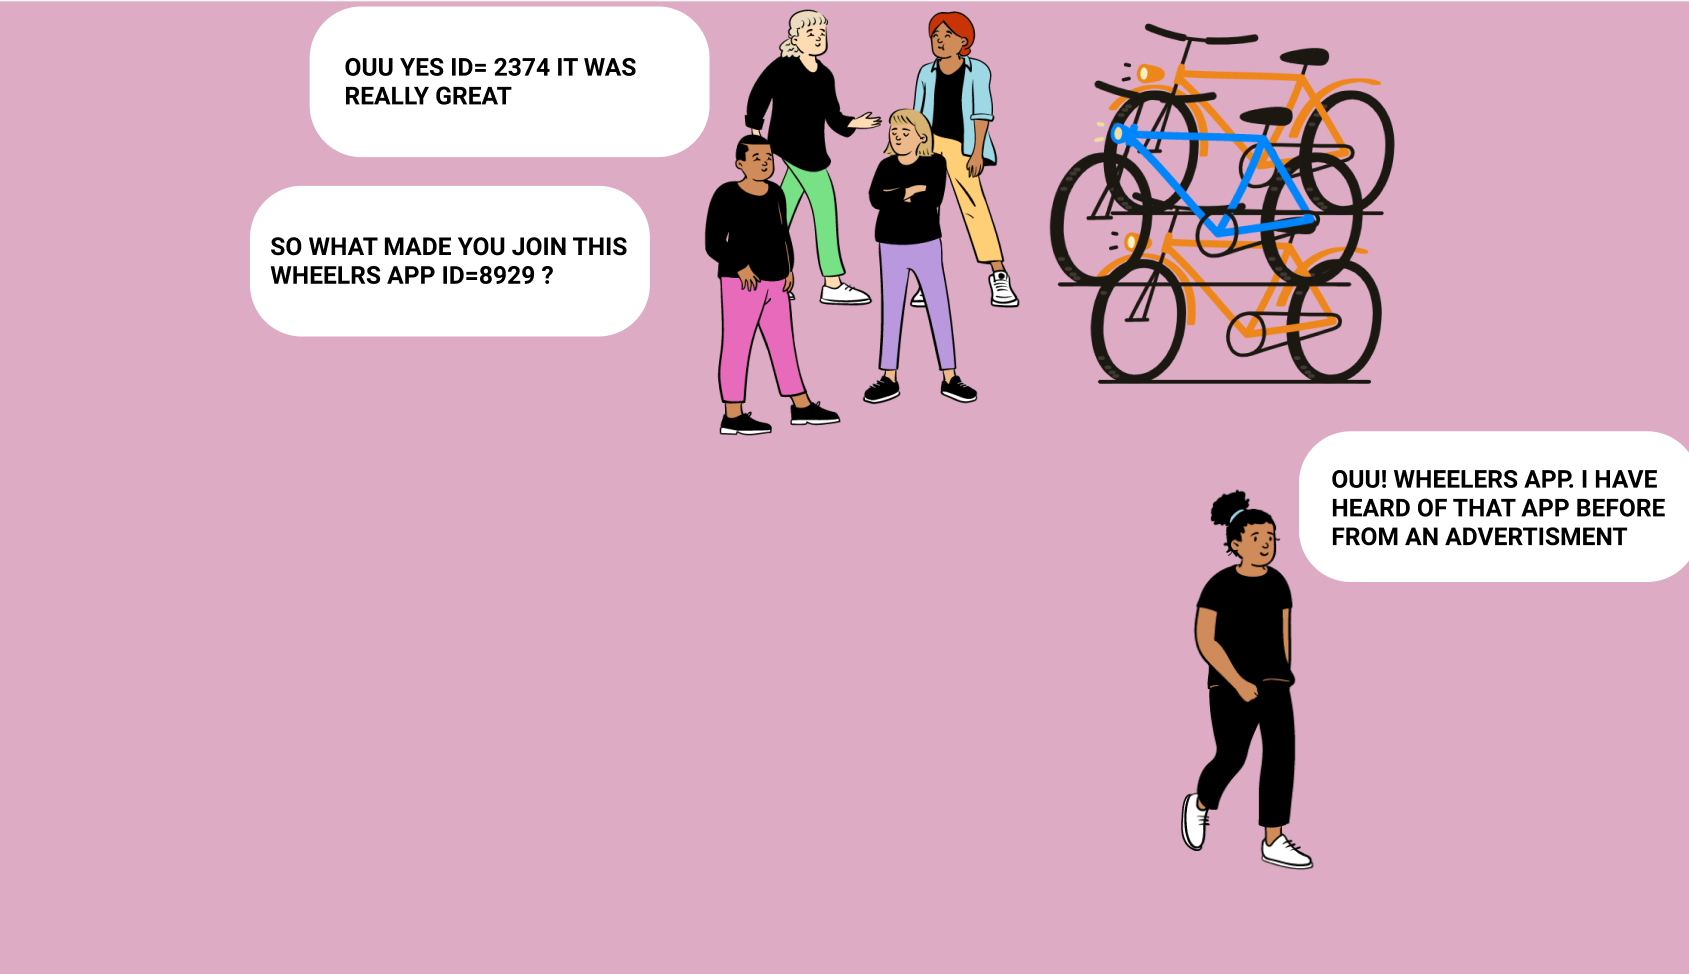 OUU YES ID= 2374 IT WAS
REALLY GREAT
SO WHAT MADE YOU JOIN THIS
WHEELRS APP ID=8929 ?
OUU! WHEELERS APP. I HAVE
HEARD OF THAT APP BEFORE
FROM AN ADVERTISMENT